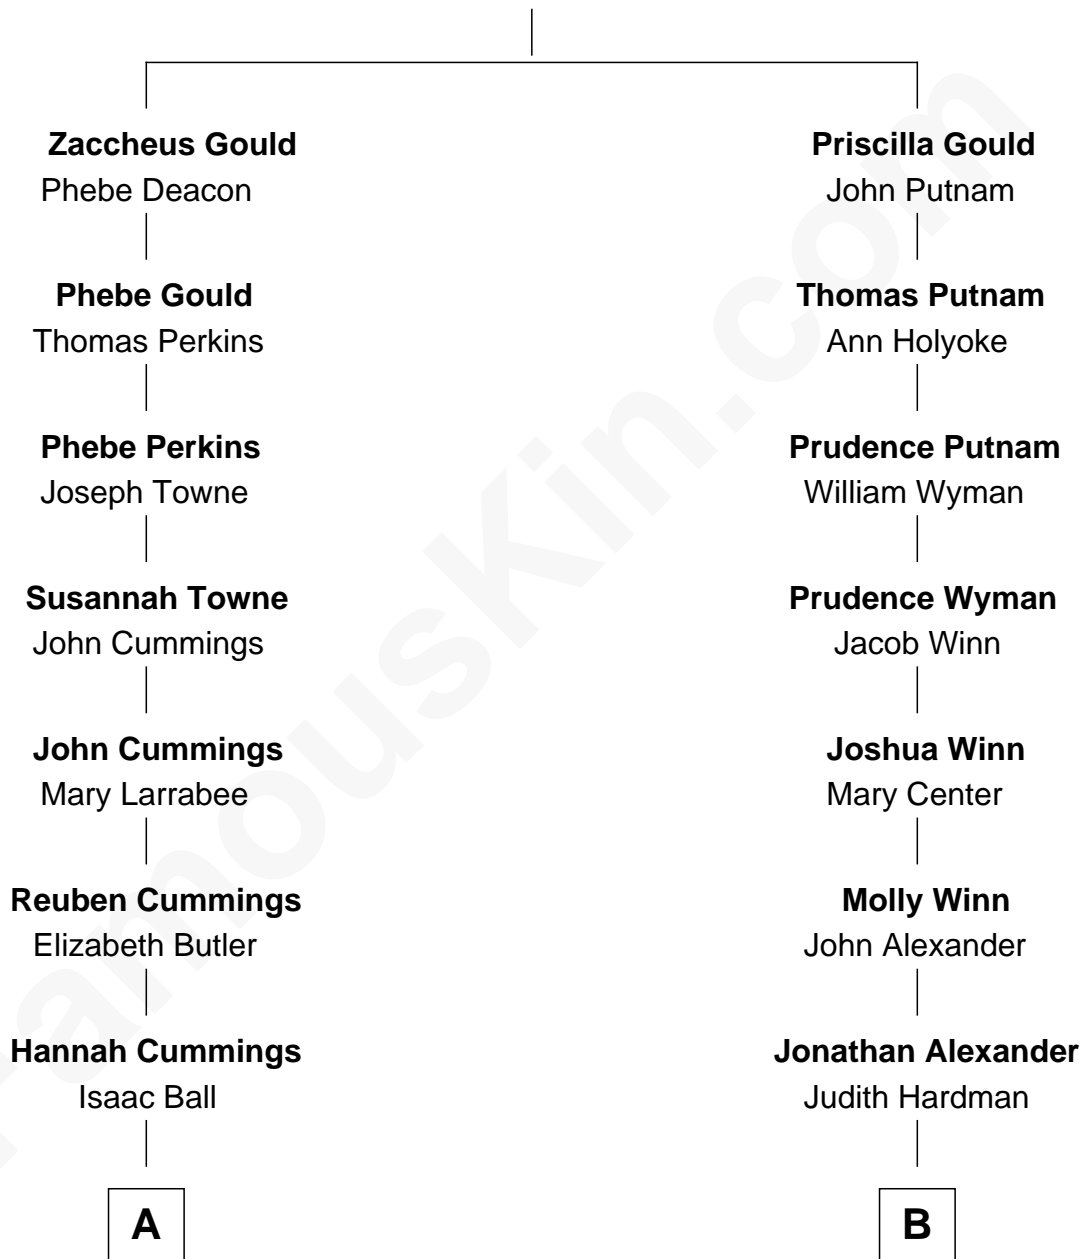 Zaccheus Gould
Phebe Deacon
Phebe Gould
Thomas Perkins
Phebe Perkins
Joseph Towne
Susannah Towne
John Cummings
John Cummings
Mary Larrabee
Reuben Cummings
Elizabeth Butler
Hannah Cummings
Isaac Ball
A
Priscilla Gould
John Putnam
Thomas Putnam
Ann Holyoke
Prudence Putnam
William Wyman
Prudence Wyman
Jacob Winn
Joshua Winn
Mary Center
Molly Winn
John Alexander
Jonathan Alexander
Judith Hardman
B
FamousKin.com